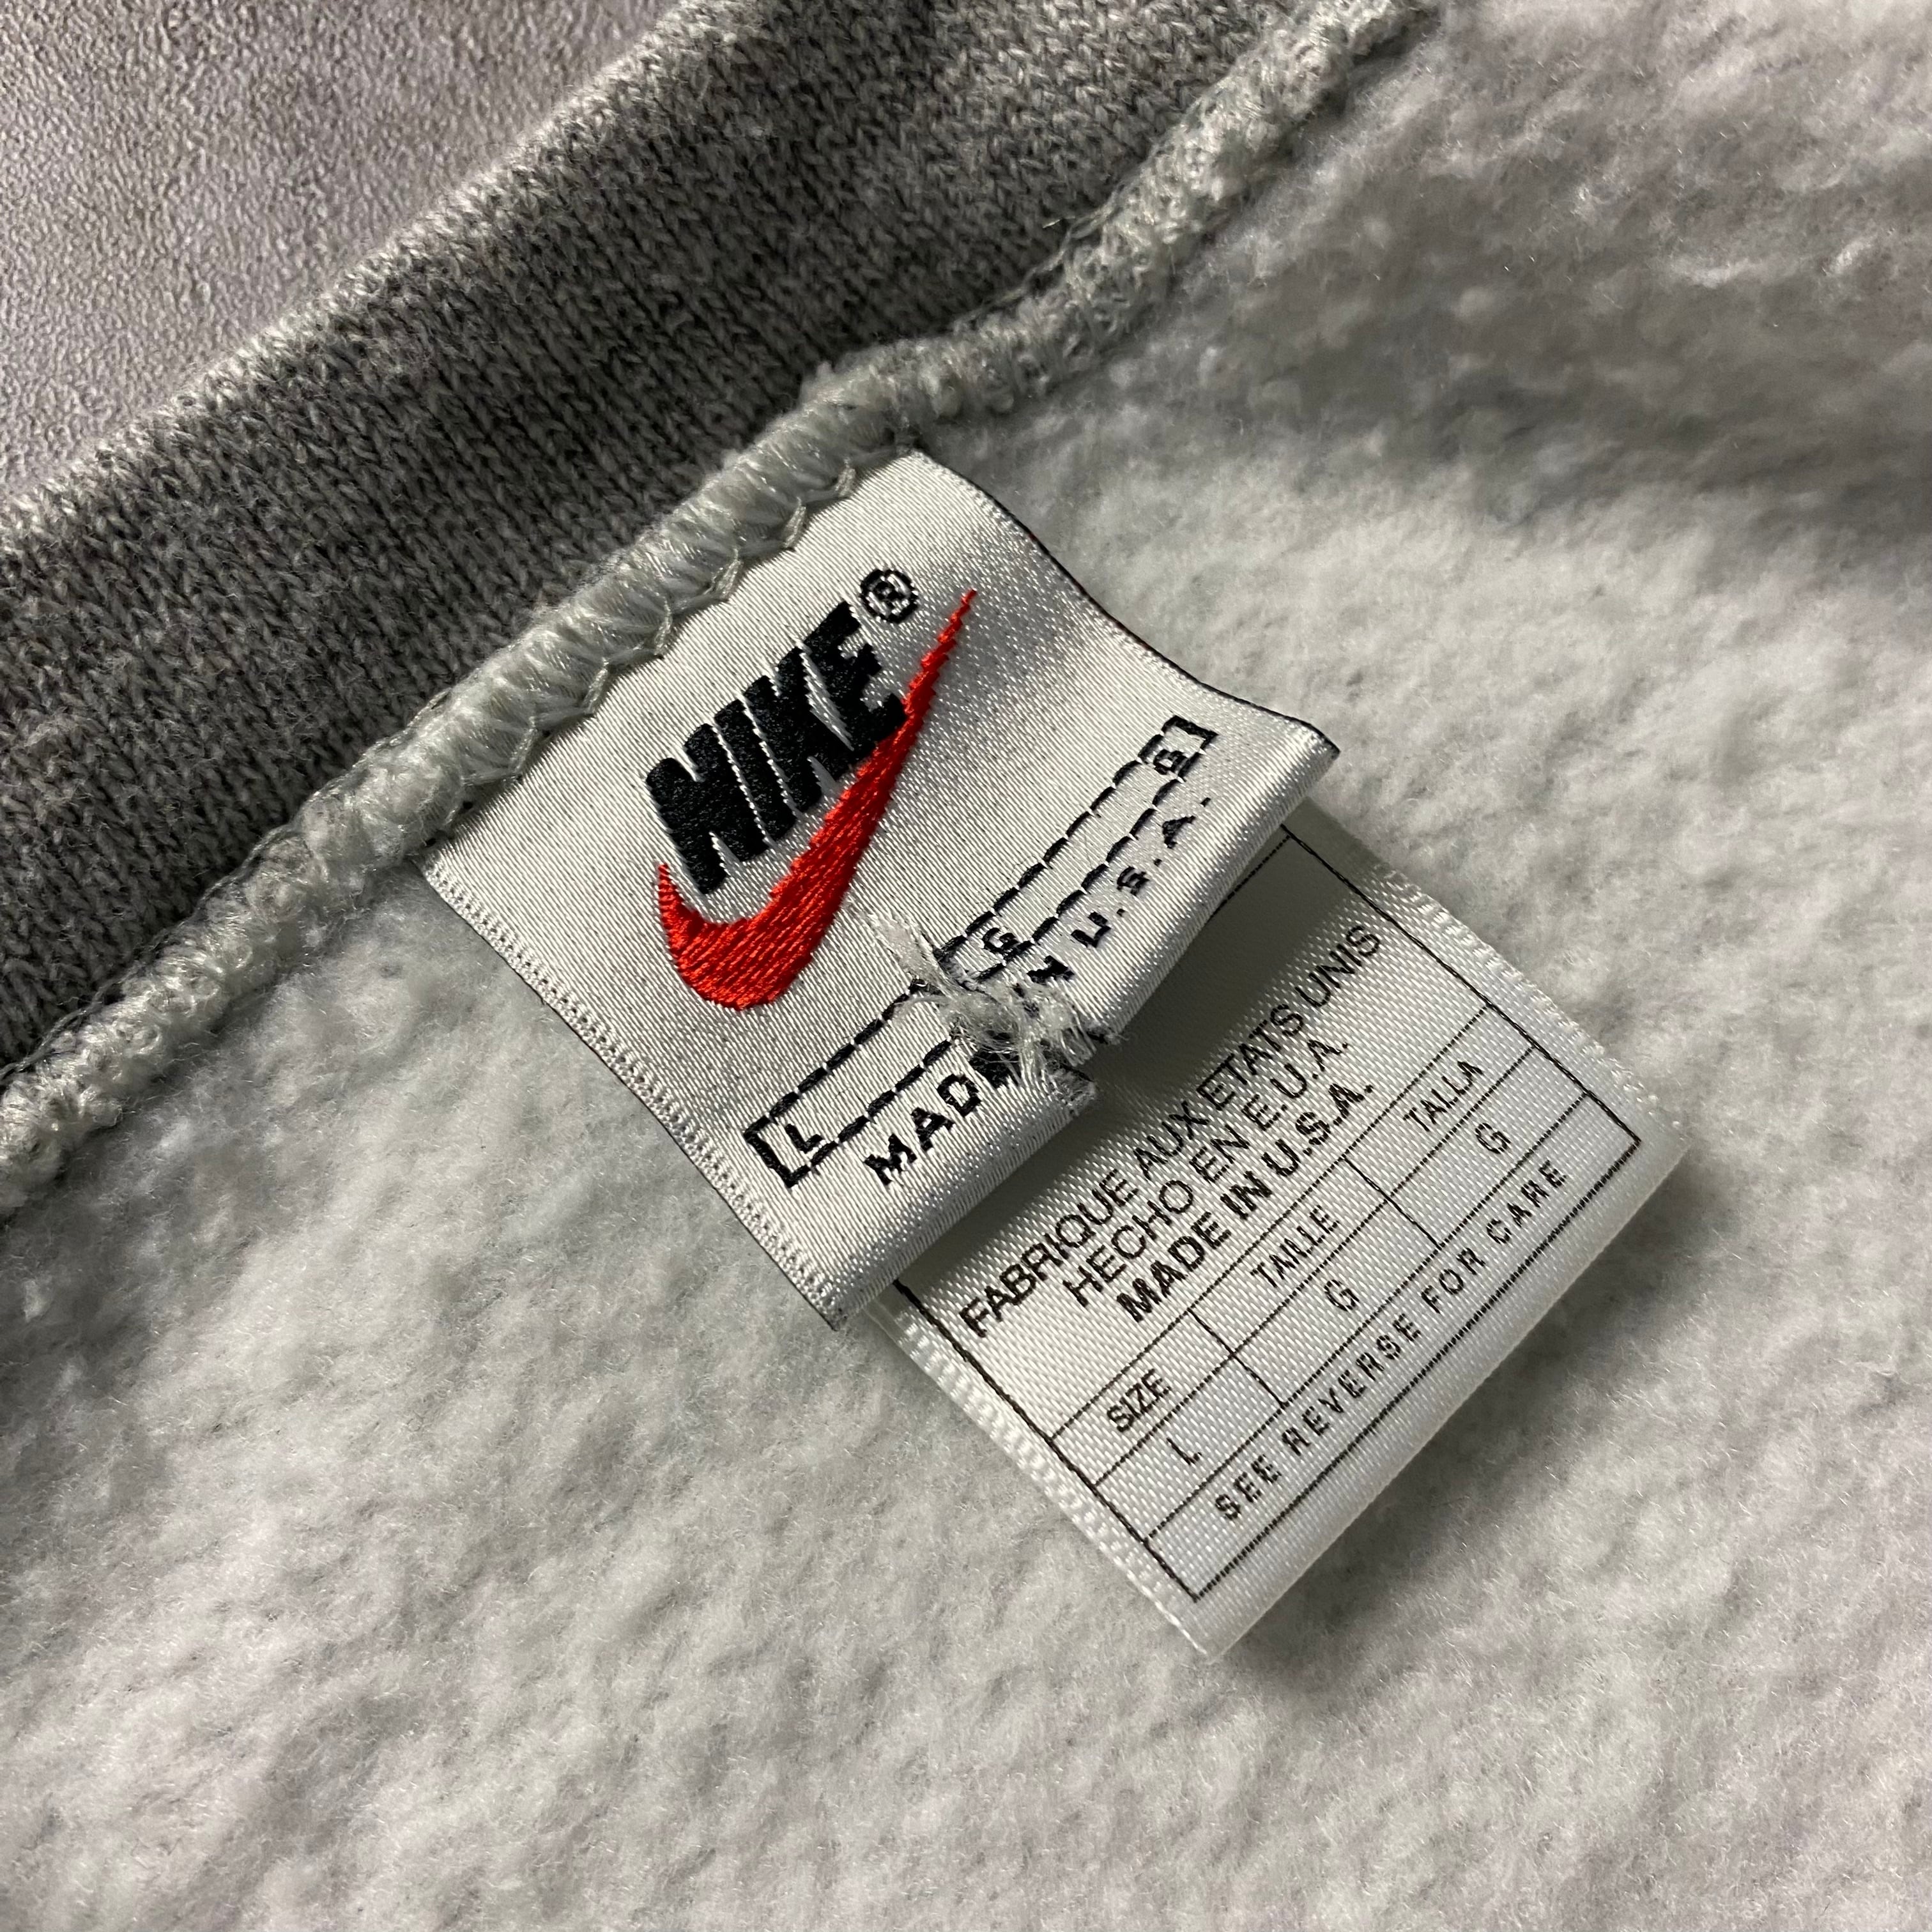 NIKE®
L G G
MADE IN U.S.A.
FABRIQUE AUX ETATS UNIS
HECHO EN E.U.A.
MADE IN U.S.A.
SIZE TAILLE TALLA
L G G
SEE REVERSE FOR CARE